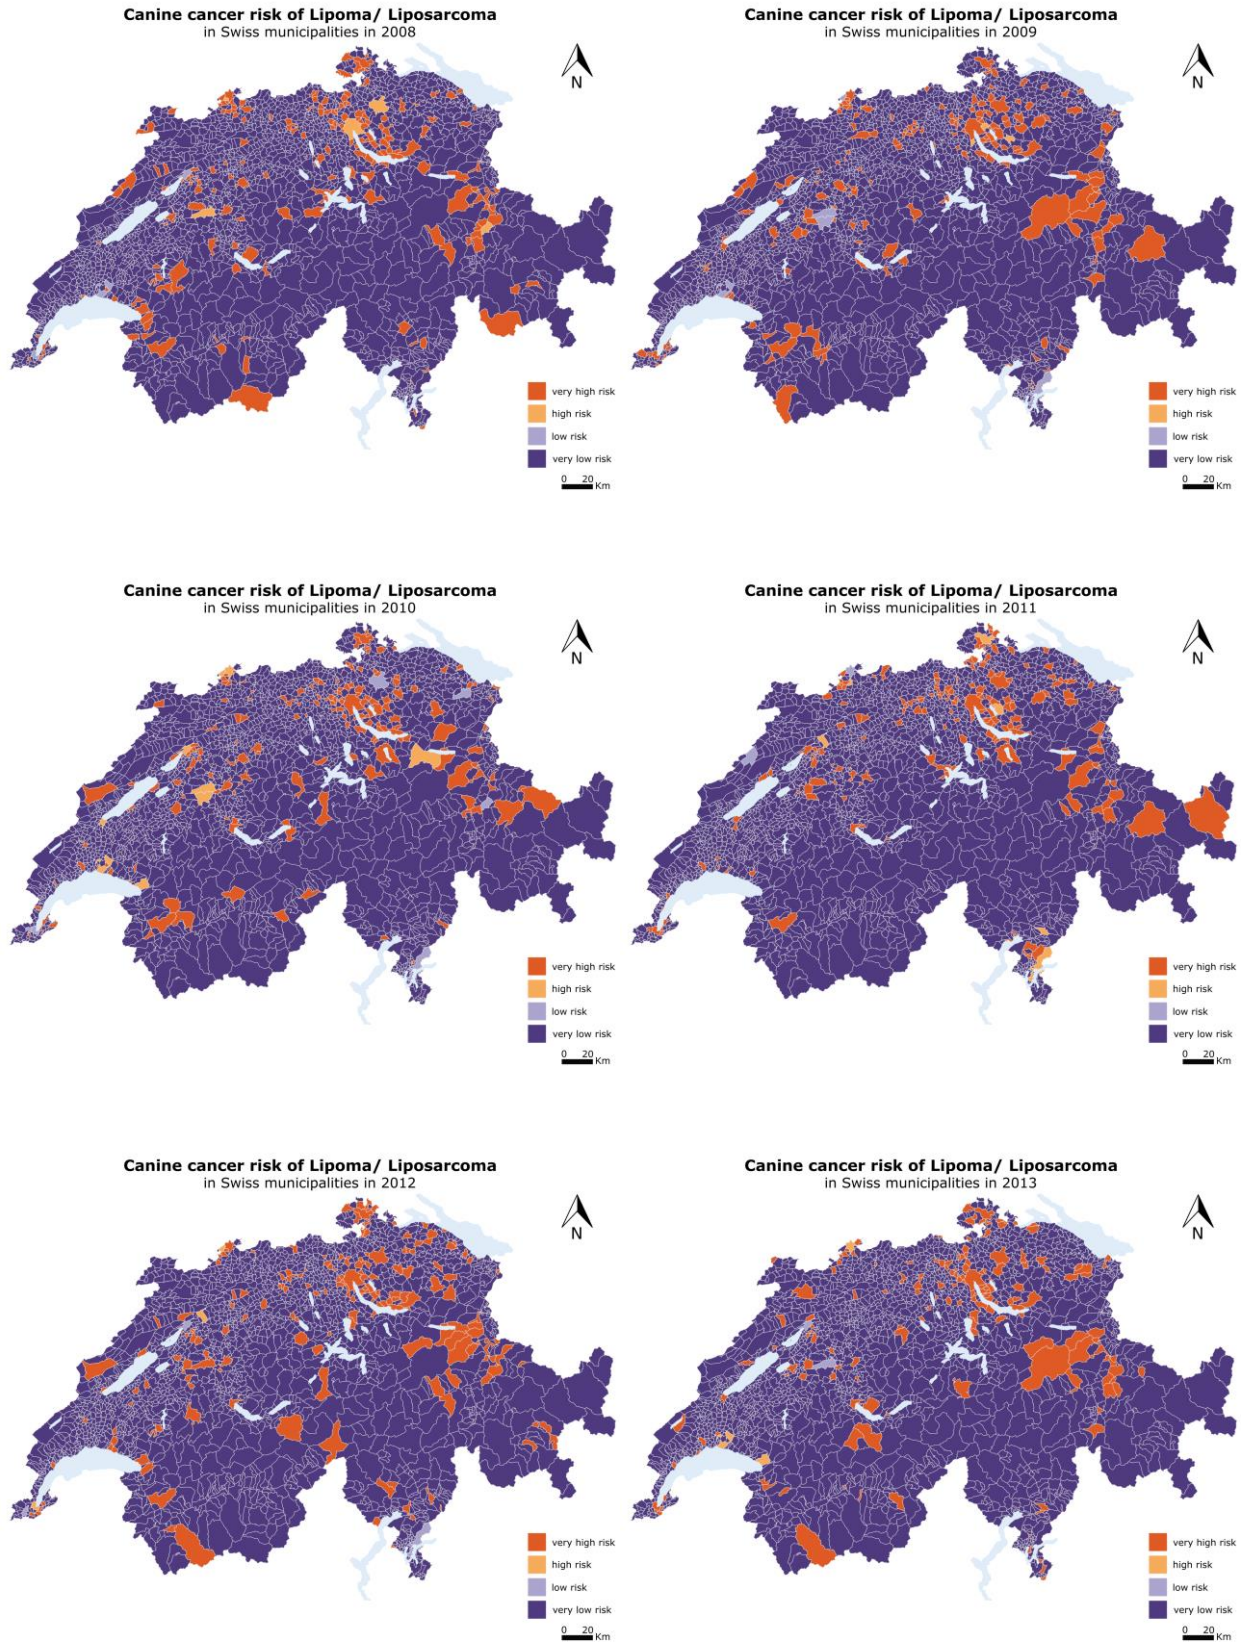 Canine cancer risk of Lipoma/ Liposarcoma
in Swiss municipalities in 2008
N
very high risk
high risk
low risk
very low risk
0 20
Km
Canine cancer risk of Lipoma/ Liposarcoma
in Swiss municipalities in 2009
N
very high risk
high risk
low risk
very low risk
0 20
Km
Canine cancer risk of Lipoma/ Liposarcoma
in Swiss municipalities in 2010
N
very high risk
high risk
low risk
very low risk
0 20
Km
Canine cancer risk of Lipoma/ Liposarcoma
in Swiss municipalities in 2011
N
very high risk
high risk
low risk
very low risk
0 20
Km
Canine cancer risk of Lipoma/ Liposarcoma
in Swiss municipalities in 2012
N
very high risk
high risk
low risk
very low risk
0 20
Km
Canine cancer risk of Lipoma/ Liposarcoma
in Swiss municipalities in 2013
N
very high risk
high risk
low risk
very low risk
0 20
Km